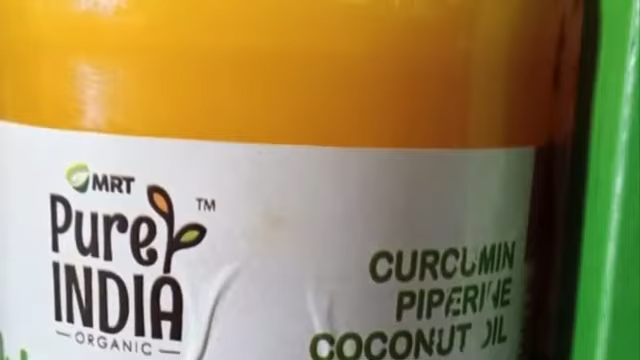 MRT
Pure TM
INDIA
ORGANIC
CURCUMIN
PIPERINE
COCONUT OIL